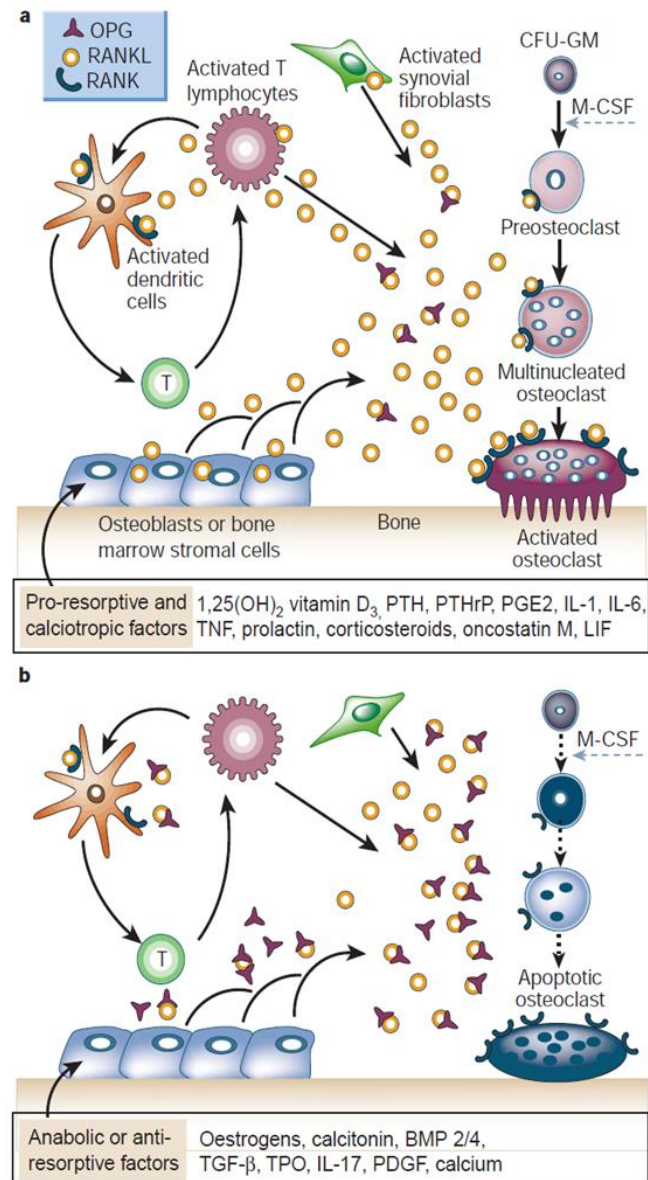 a
OPG
RANKL
RANK
Activated T
lymphocytes
Activated
synovial
fibroblasts
CFU-GM
M-CSF
Preosteoclast
Activated
dendritic
cells
T
Multinucleated
osteoclast
Osteoblasts or bone
marrow stromal cells
Bone
Activated
osteoclast
Pro-resorptive and
calciotropic factors
1,25(OH)₂ vitamin D₃, PTH, PTHrP, PGE2, IL-1, IL-6,
TNF, prolactin, corticosteroids, oncostatin M, LIF
b
M-CSF
T
Apoptotic
osteoclast
Anabolic or anti-
resorptive factors
Oestrogens, calcitonin, BMP 2/4,
TGF-β, TPO, IL-17, PDGF, calcium